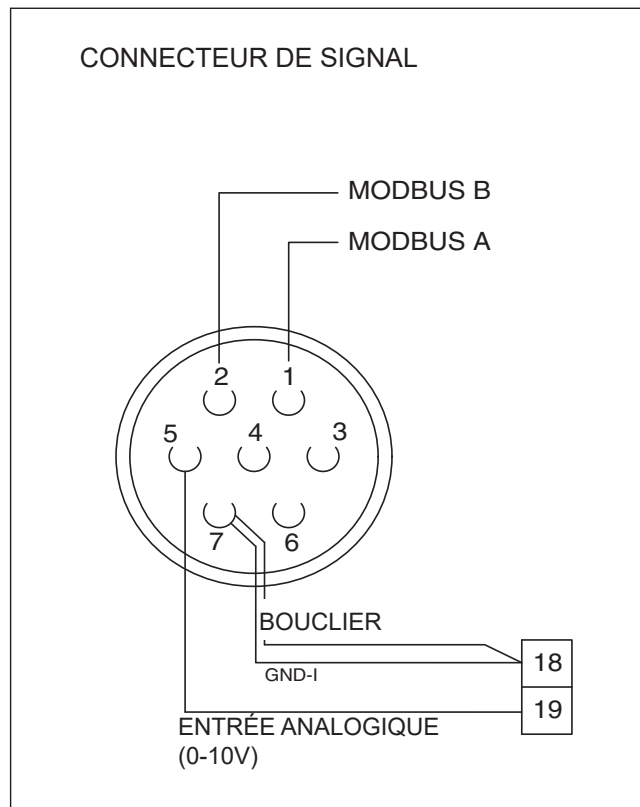 CONNECTEUR DE SIGNAL
MODBUS B
MODBUS A
2
1
5
4
3
7
6
BOUCLIER
18
GND-I
19
ENTRÉE ANALOGIQUE
(0-10V)